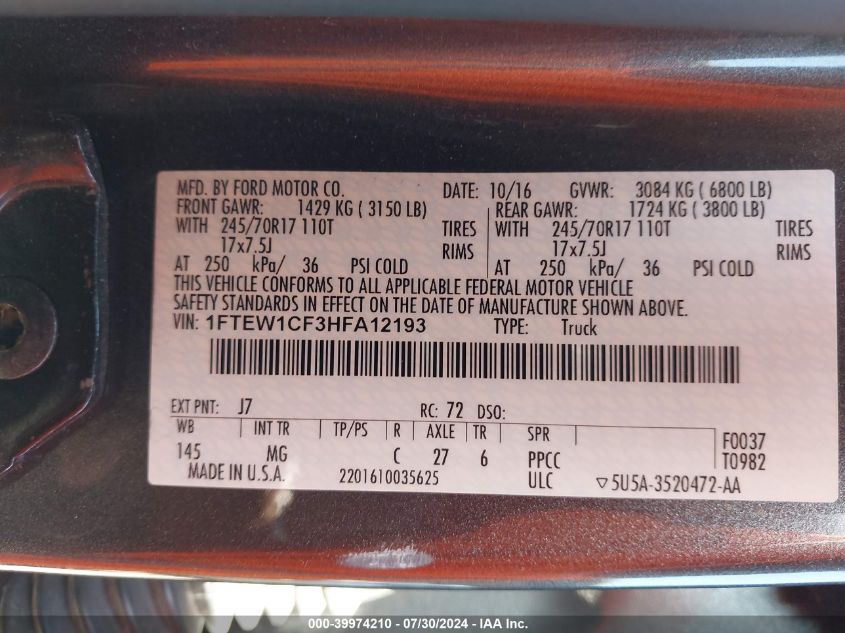 MFD. BY FORD MOTOR CO. DATE: 10/16 GVWR: 3084 KG ( 6800 LB)
FRONT GAWR: 1429 KG ( 3150 LB) REAR GAWR: 1724 KG ( 3800 LB)
WITH 245/70R17 110T TIRES WITH 245/70R17 110T TIRES
17x7.5J RIMS 17x7.5J RIMS
AT 250 kPa/ 36 PSI COLD AT 250 kPa/ 36 PSI COLD
THIS VEHICLE CONFORMS TO ALL APPLICABLE FEDERAL MOTOR VEHICLE
SAFETY STANDARDS IN EFFECT ON THE DATE OF MANUFACTURE SHOWN ABOVE.
VIN: 1FTEW1CF3HFA12193 TYPE: Truck
EXT PNT: J7 RC: 72 DSO:
WB INT TR TP/PS R AXLE TR SPR F0037
145 MG C 27 6 PPCC T0982
MADE IN U.S.A. 2201610035625 ULC ▽5U5A-3520472-AA
000-39974210 - 07/30/2024 - IAA Inc.